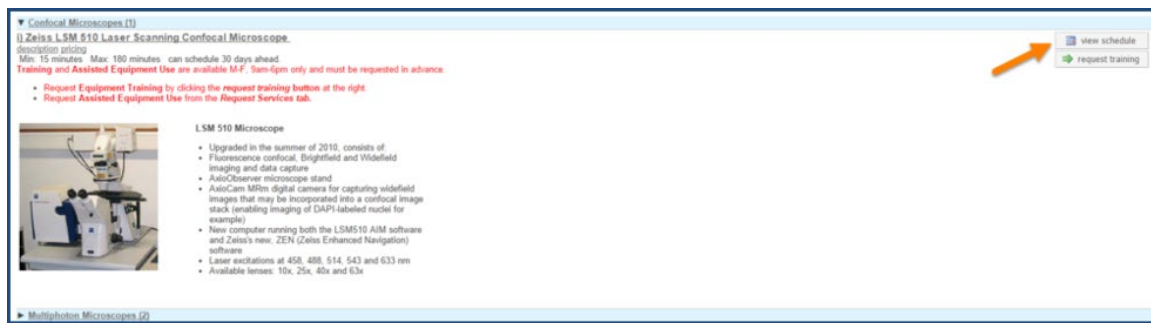 ▼ Confocal Microscopes (1)
i) Zeiss LSM 510 Laser Scanning Confocal Microscope
view schedule
description pricing
Min: 15 minutes Max: 180 minutes can schedule 30 days ahead.
request training
Training and Assisted Equipment Use are available M-F, 9am-6pm only and must be requested in advance.
• Request Equipment Training by clicking the request training button at the right.
• Request Assisted Equipment Use from the Request Services tab.
LSM 510 Microscope
• Upgraded in the summer of 2010, consists of:
• Fluorescence confocal, Brightfield and Widefield
imaging and data capture
• AxioObserver microscope stand
• AxioCam MRm digital camera for capturing widefield
images that may be incorporated into a confocal image
stack (enabling imaging of DAPI-labeled nuclei for
example)
• New computer running both the LSM510 AIM software
and Zeiss's new, ZEN (Zeiss Enhanced Navigation)
software
• Laser excitations at 458, 488, 514, 543 and 633 nm
• Available lenses: 10x, 25x, 40x and 63x
► Multiphoton Microscopes (2)